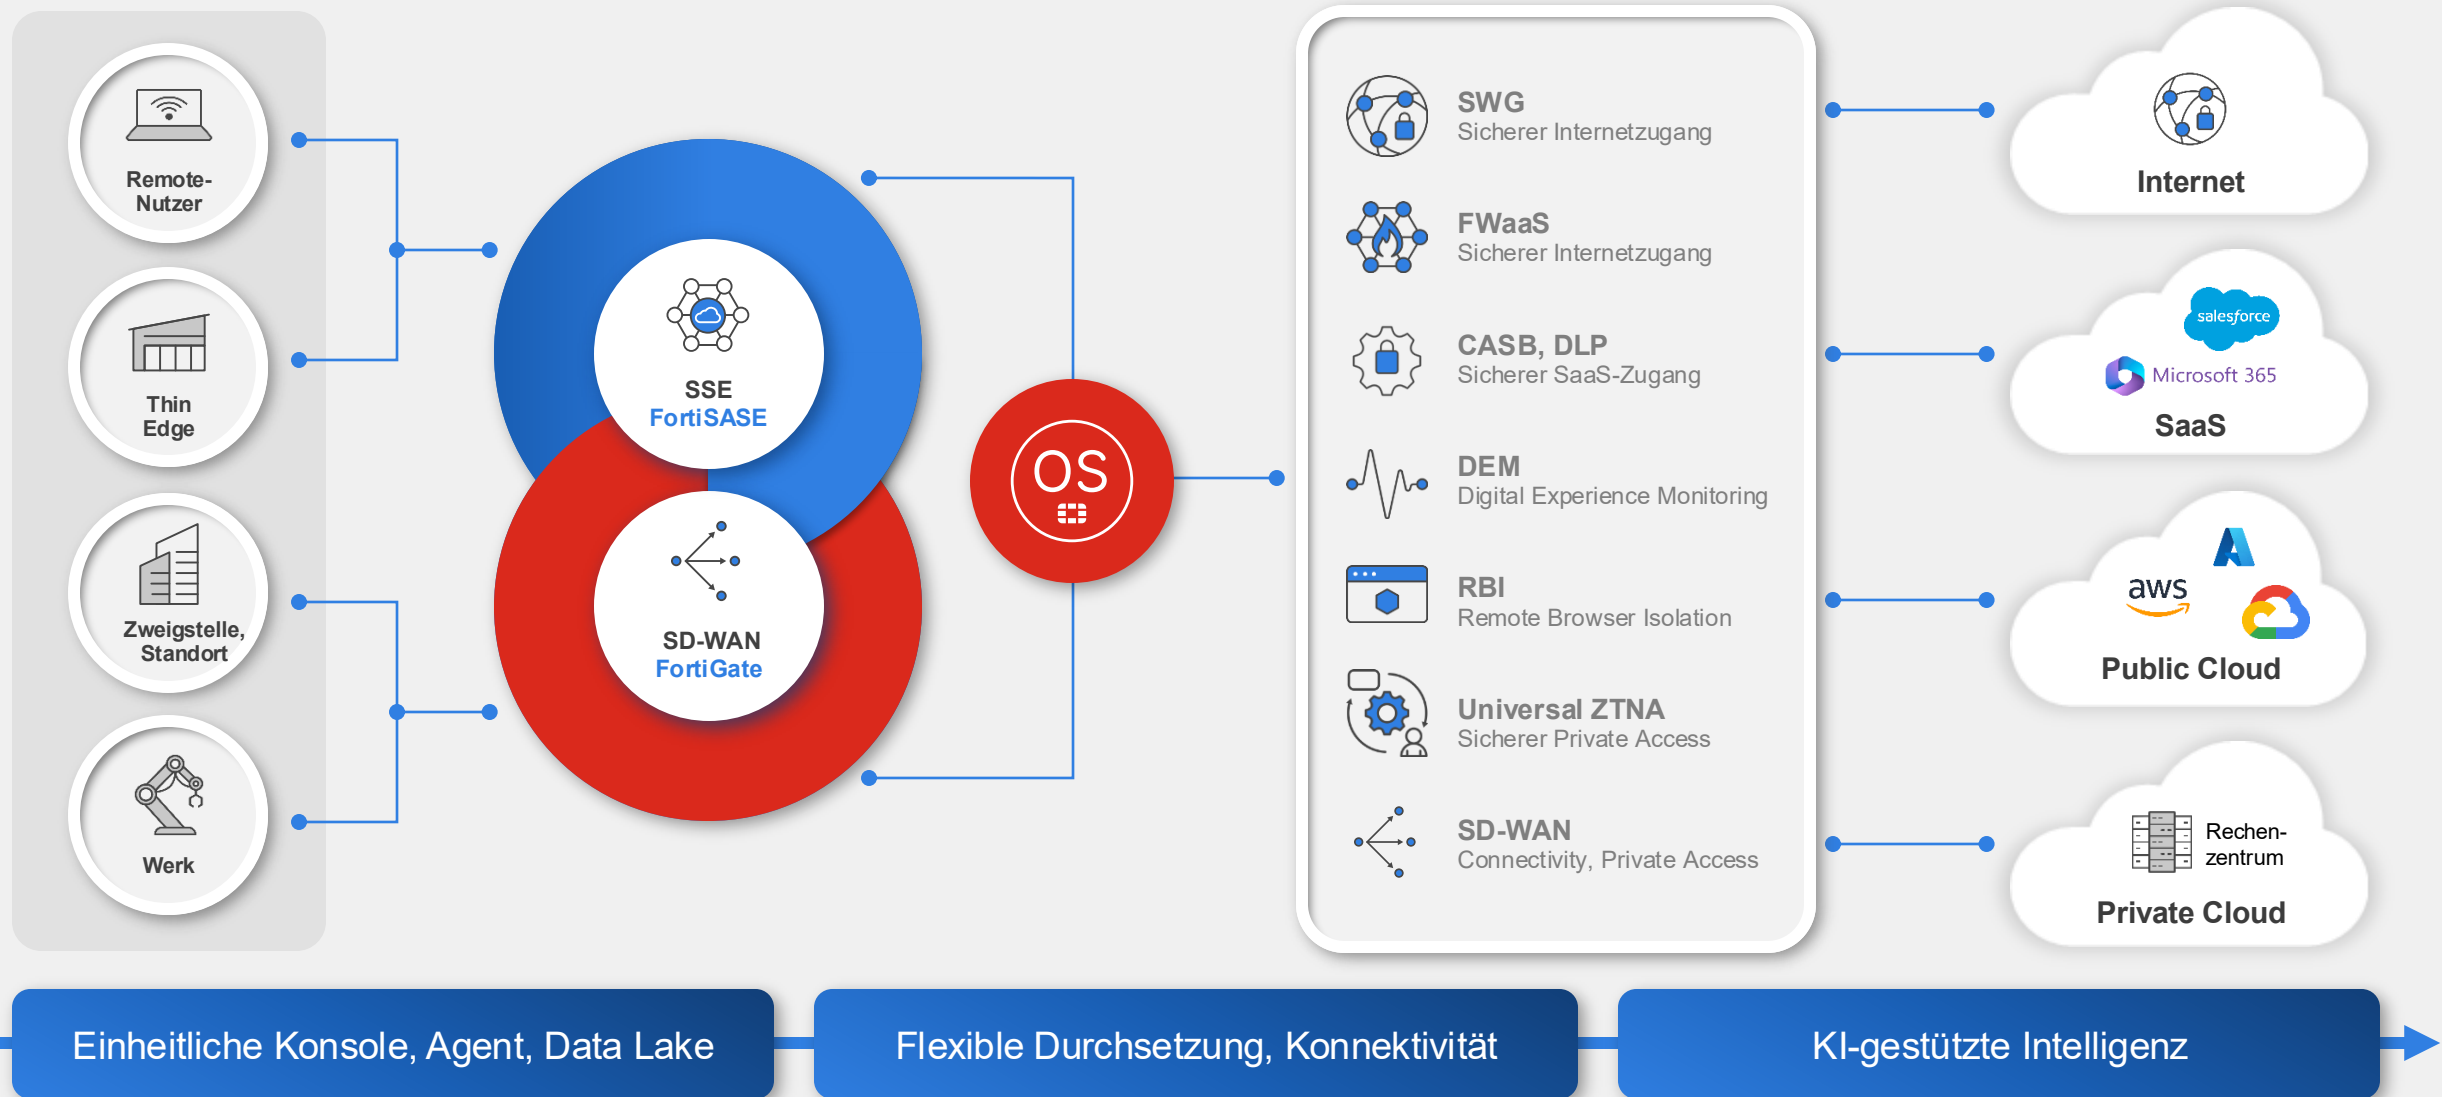 Remote-
Nutzer
Thin
Edge
Zweigstelle,
Standort
Werk
SSE
FortiSASE
SD-WAN
FortiGate
OS
SWG
Sicherer Internetzugang
FWaaS
Sicherer Internetzugang
CASB, DLP
Sicherer SaaS-Zugang
DEM
Digital Experience Monitoring
RBI
Remote Browser Isolation
Universal ZTNA
Sicherer Private Access
SD-WAN
Connectivity, Private Access
Internet
salesforce
Microsoft 365
SaaS
aws
Public Cloud
Rechen-
zentrum
Private Cloud
Einheitliche Konsole, Agent, Data Lake
Flexible Durchsetzung, Konnektivität
KI-gestützte Intelligenz